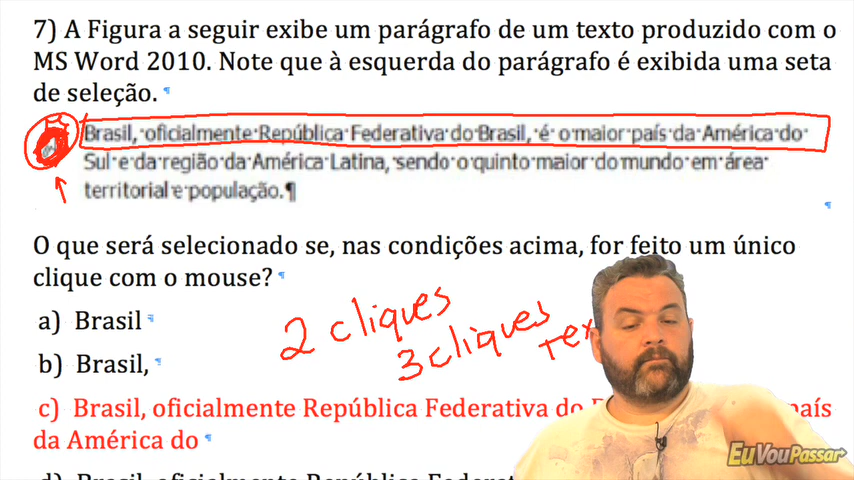 7) A Figura a seguir exibe um parágrafo de um texto produzido com o
MS Word 2010. Note que à esquerda do parágrafo é exibida uma seta
de seleção.
Brasil, oficialmente República Federativa do Brasil, é o maior país da América do
Sul e da região da América Latina, sendo o quinto maior do mundo em área
territorial e população.¶
O que será selecionado se, nas condições acima, for feito um único
clique com o mouse?
2 cliques
3 cliques
a) Brasil
b) Brasil,
c) Brasil, oficialmente República Federativa do país
da América do
d) Brasil, oficialmente República
EuVouPassar